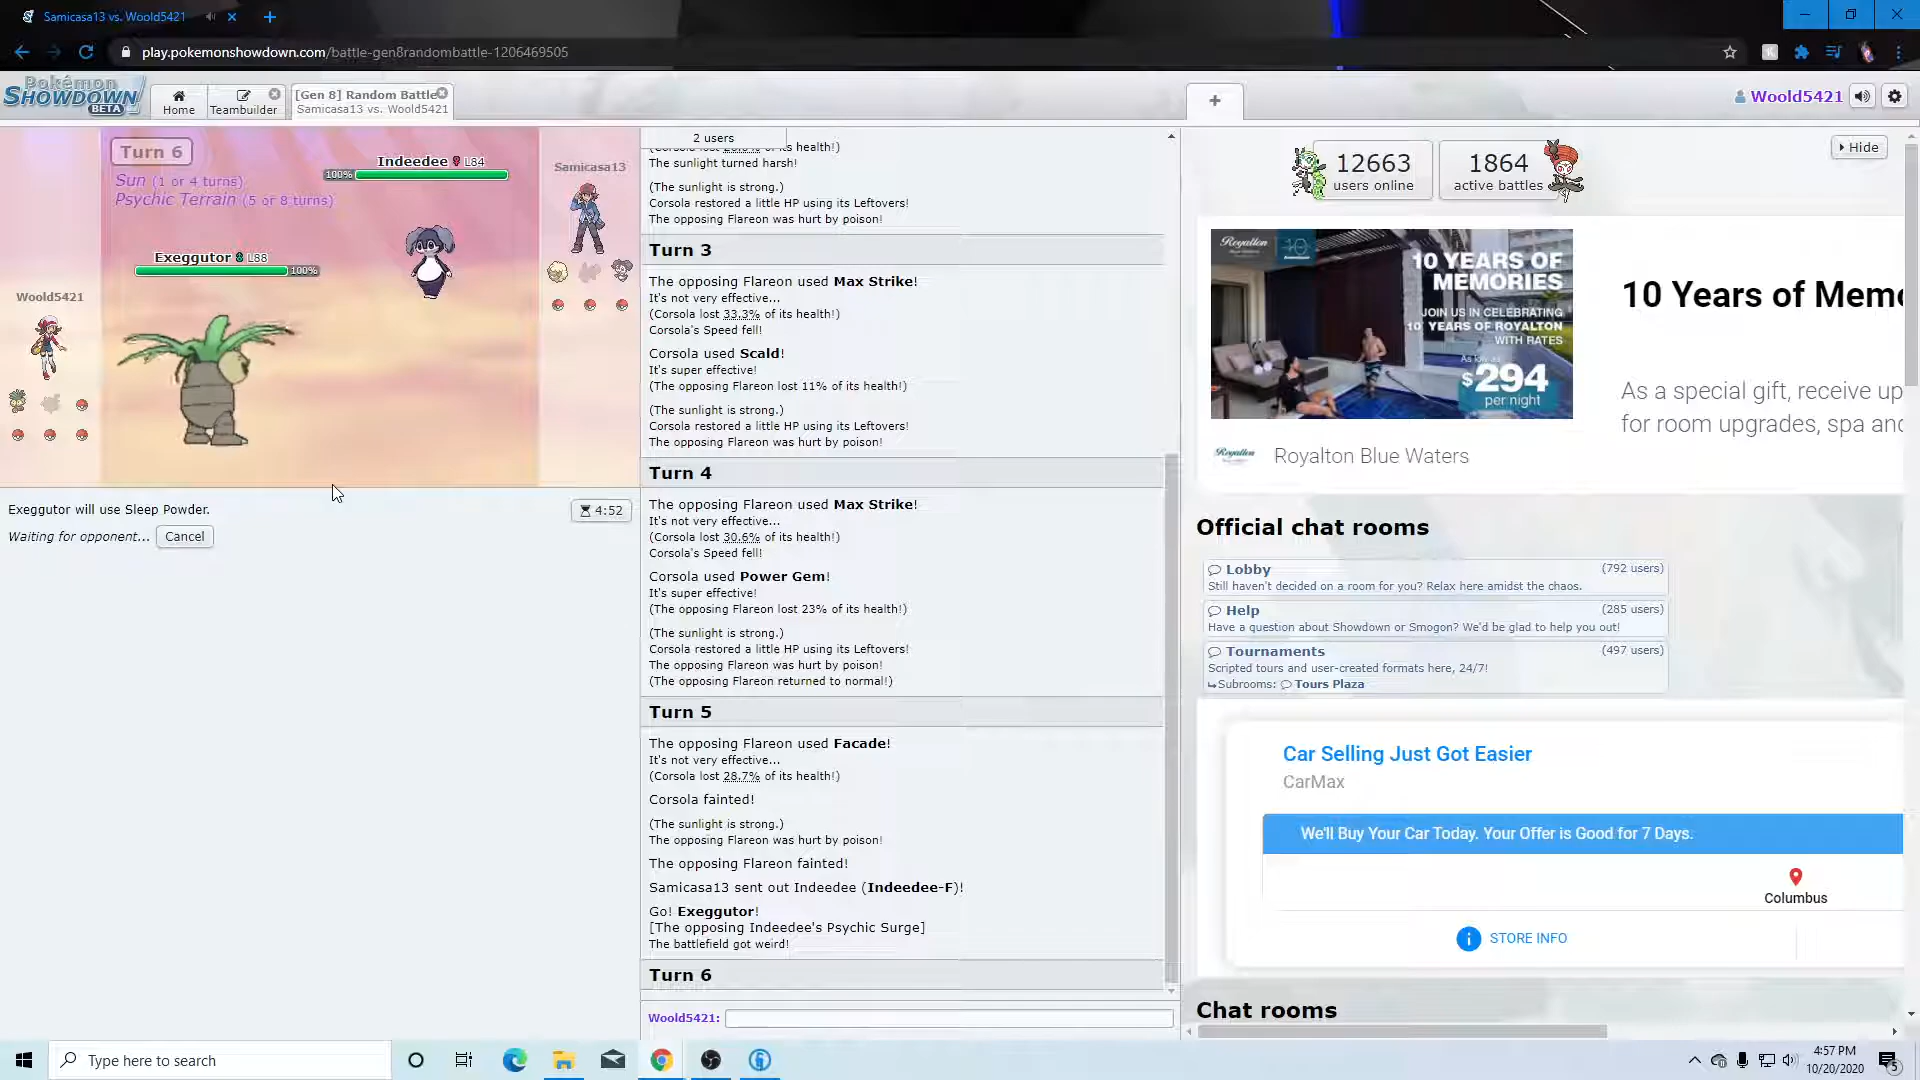 Samicasa13 vs. Woold5421
play.pokemonshowdown.com/battle-gen8randombattle-1206469505
Pokémon
SHOWDOWN
BETA
Home
Teambuilder
[Gen 8] Random Battle
Samicasa13 vs. Woold5421
Woold5421
Turn 6
Sun (1 or 4 turns)
Psychic Terrain (5 or 8 turns)
Indeedee L84
100%
Samicasa13
Exeggutor L88
100%
Woold5421
Exeggutor will use Sleep Powder.
4:52
Waiting for opponent...
Cancel
2 users
The sunlight turned harsh!
(The sunlight is strong.)
Corsola restored a little HP using its Leftovers!
The opposing Flareon was hurt by poison!
Turn 3
The opposing Flareon used Max Strike!
It's not very effective...
(Corsola lost 33.3% of its health!)
Corsola's Speed fell!
Corsola used Scald!
It's super effective!
(The opposing Flareon lost 11% of its health!)
(The sunlight is strong.)
Corsola restored a little HP using its Leftovers!
The opposing Flareon was hurt by poison!
Turn 4
The opposing Flareon used Max Strike!
It's not very effective...
(Corsola lost 30.6% of its health!)
Corsola's Speed fell!
Corsola used Power Gem!
It's super effective!
(The opposing Flareon lost 23% of its health!)
(The sunlight is strong.)
Corsola restored a little HP using its Leftovers!
The opposing Flareon was hurt by poison!
(The opposing Flareon returned to normal!)
Turn 5
The opposing Flareon used Facade!
It's not very effective...
(Corsola lost 28.7% of its health!)
Corsola fainted!
(The sunlight is strong.)
The opposing Flareon was hurt by poison!
The opposing Flareon fainted!
Samicasa13 sent out Indeedee (Indeedee-F)!
Go! Exeggutor!
[The opposing Indeedee's Psychic Surge]
The battlefield got weird!
Turn 6
Woold5421:
12663
users online
1864
active battles
Hide
Royalton
10 YEARS OF
MEMORIES
JOIN US IN CELEBRATING
10 YEARS OF ROYALTON
WITH RATES
As low as
$294
per night
10 Years of Memo
As a special gift, receive up
for room upgrades, spa and
Royalton
Royalton Blue Waters
Official chat rooms
Lobby
(792 users)
Still haven't decided on a room for you? Relax here amidst the chaos.
Help
(285 users)
Have a question about Showdown or Smogon? We'd be glad to help you out!
Tournaments
(497 users)
Scripted tours and user-created formats here, 24/7!
Subrooms: Tours Plaza
Car Selling Just Got Easier
CarMax
We'll Buy Your Car Today. Your Offer is Good for 7 Days.
Columbus
STORE INFO
Chat rooms
Type here to search
4:57 PM
10/20/2020
5